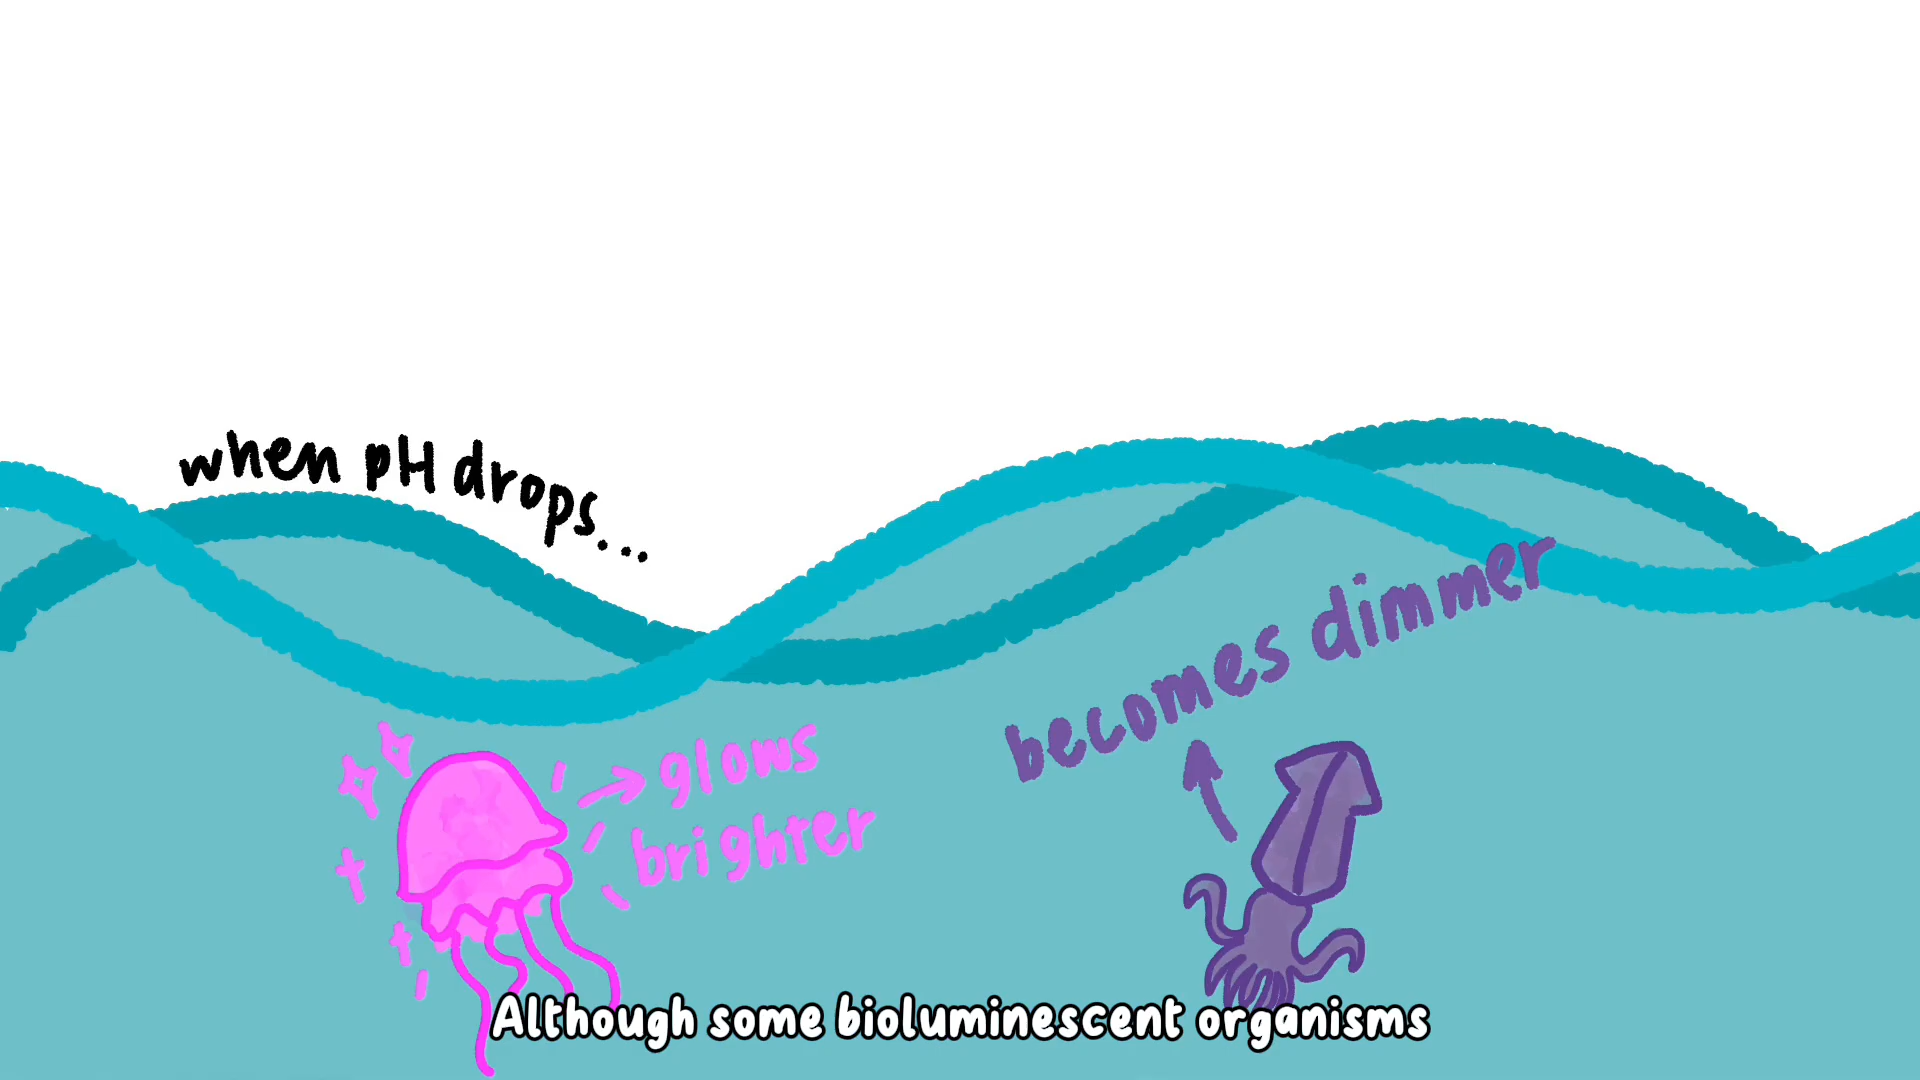 when pH drops...
becomes dimmer
glows
brighter
Although some bioluminescent organisms